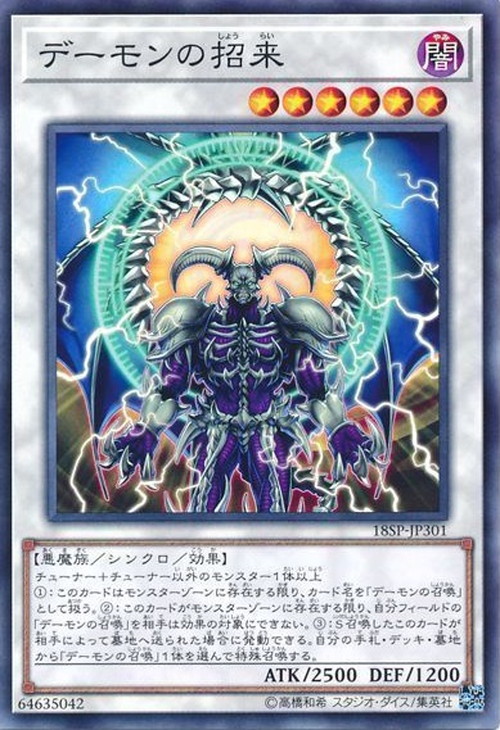 デーモンの招来
闇
18SP-JP301
【悪魔族／シンクロ／効果】
チューナー＋チューナー以外のモンスター1体以上
①：このカードはモンスターゾーンに存在する限り、カード名を「デーモンの召喚」
として扱う。②：このカードがモンスターゾーンに存在する限り、自分フィールドの
「デーモンの召喚」を相手は効果の対象にできない。③：S召喚したこのカードが
相手によって墓地へ送られた場合に発動できる。自分の手札・デッキ・墓地
から「デーモンの召喚」1体を選んで特殊召喚する。
ATK/2500 DEF/1200
64635042
©高橋和希 スタジオ・ダイス/集英社